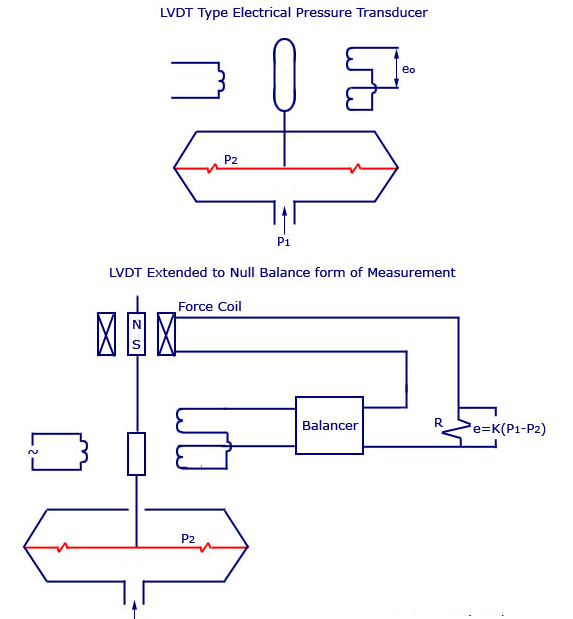 LVDT Type Electrical Pressure Transducer
eo
P2
P1
LVDT Extended to Null Balance form of Measurement
Force Coil
N
S
R
e=K(P1-P2)
Balancer
~
P2